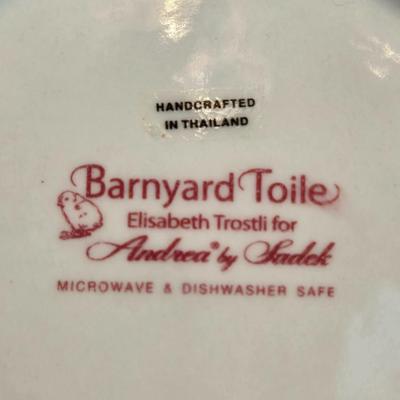 HANDCRAFTED
IN THAILAND
Barnyard Toile
Elisabeth Trostli for
Andrea® by Sadek
MICROWAVE & DISHWASHER SAFE